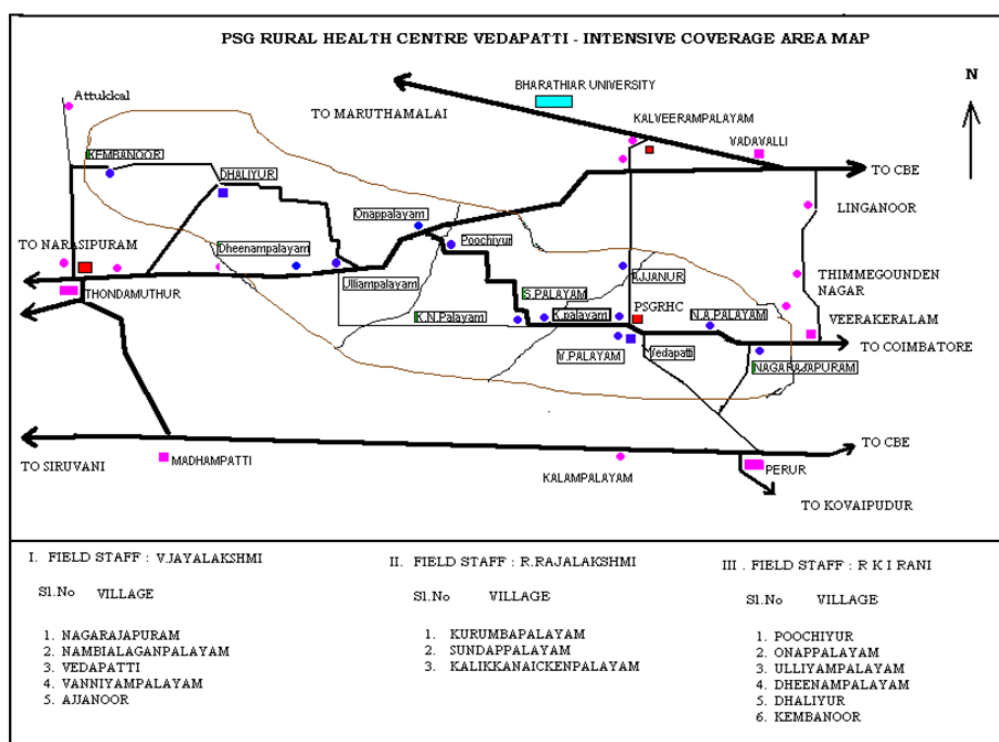 PSG RURAL HEALTH CENTRE VEDAPATTI - INTENSIVE COVERAGE AREA MAP
N
BHARATHIAR UNIVERSITY
Attukkal
TO MARUTHAMALAI
KALVEERAMPALAYAM
VADAVALLI
KEMBANOOR
DHALIYUR
TO CBE
Onappalayam
LINGANOOR
TO NARASIPURAM
Dheenampalayam
Poochiyur
Ulliampalayam
AJJANUR
THIMMEGOUNDEN
NAGAR
THONDAMUTHUR
S.PALAYAM
PSGRHC
K.N.Palayam
K.palayam
N.A.PALAYAM
VEERAKERALAM
TO COIMBATORE
V.PALAYAM
Vedapatti
NAGARAJAPURAM
TO CBE
TO SIRUVANI
MADHAMPATTI
KALAMPALAYAM
PERUR
TO KOVAIPUDUR
I. FIELD STAFF : V.JAYALAKSHMI
Sl.No VILLAGE
1. NAGARAJAPURAM
2. NAMBIALAGANPALAYAM
3. VEDAPATTI
4. VANNIYAMPALAYAM
5. AJJANOOR
II. FIELD STAFF : R.RAJALAKSHMI
Sl.No VILLAGE
1. KURUMBAPALAYAM
2. SUNDAPPALAYAM
3. KALIKKANAICKENPALAYAM
III . FIELD STAFF : R K I RANI
Sl.No VILLAGE
1. POOCHIYUR
2. ONAPPALAYAM
3. ULLIYAMPALAYAM
4. DHEENAMPALAYAM
5. DHALIYUR
6. KEMBANOOR